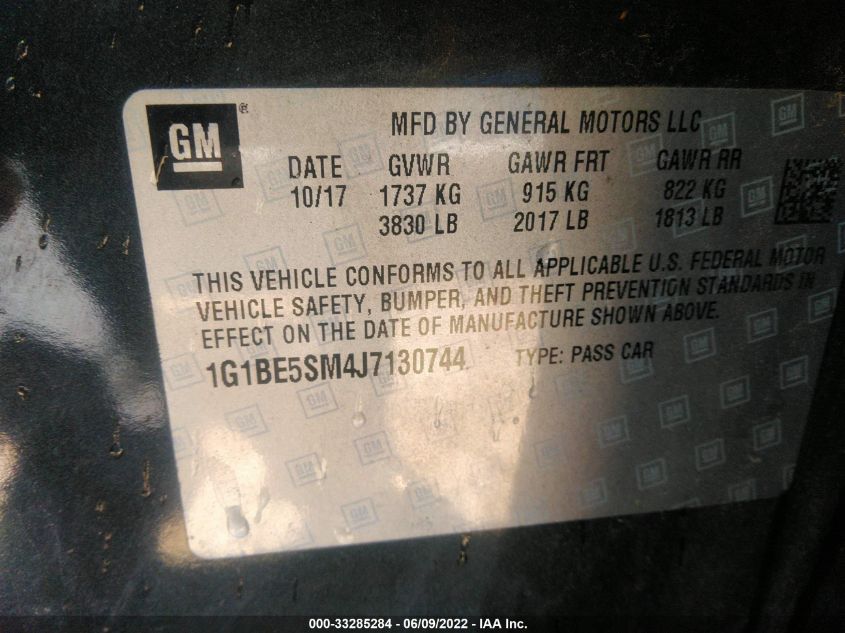 GM ®
MFD BY GENERAL MOTORS LLC
DATE GVWR GAWR FRT GAWR RR
10/17 1737 KG 915 KG 822 KG
3830 LB 2017 LB 1813 LB
THIS VEHICLE CONFORMS TO ALL APPLICABLE U.S. FEDERAL MOTOR
VEHICLE SAFETY, BUMPER, AND THEFT PREVENTION STANDARDS IN
EFFECT ON THE DATE OF MANUFACTURE SHOWN ABOVE.
1G1BE5SM4J7130744 TYPE: PASS CAR
000-33285284 - 06/09/2022 - IAA Inc.